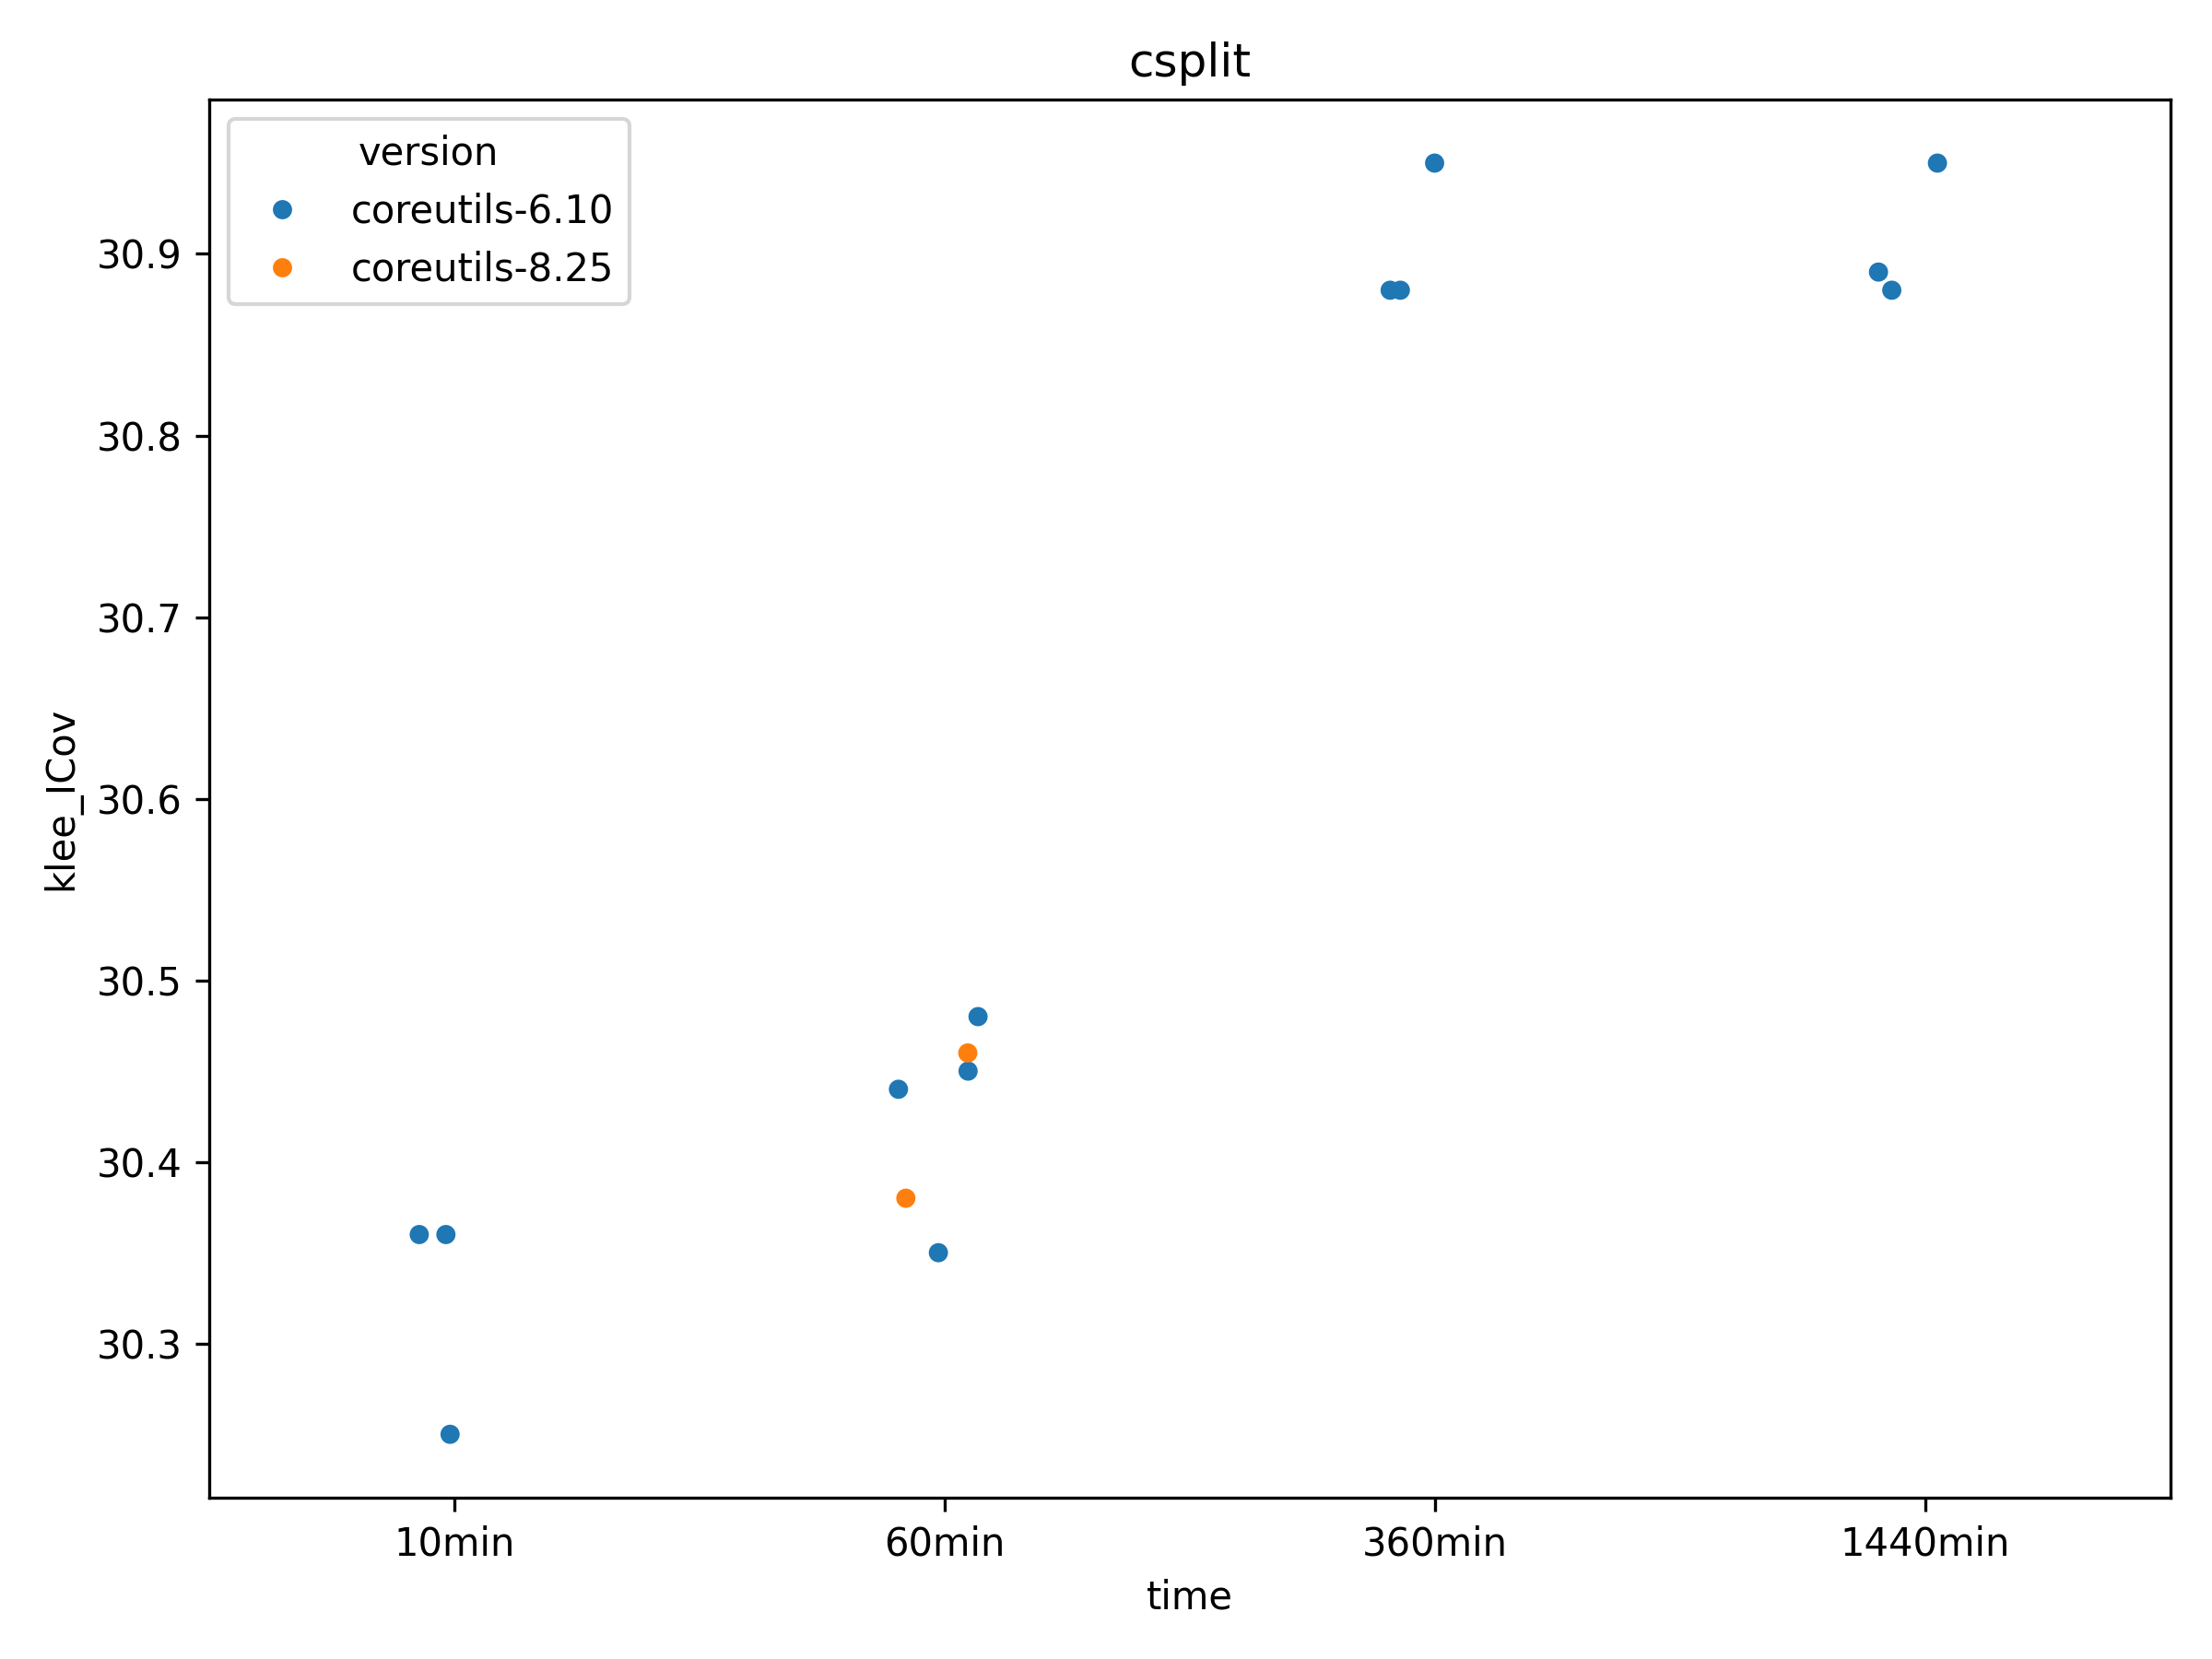 csplit
version
coreutils-6.10
coreutils-8.25
30.9
30.8
30.7
30.6
30.5
30.4
30.3
klee_ICov
10min
60min
360min
1440min
time